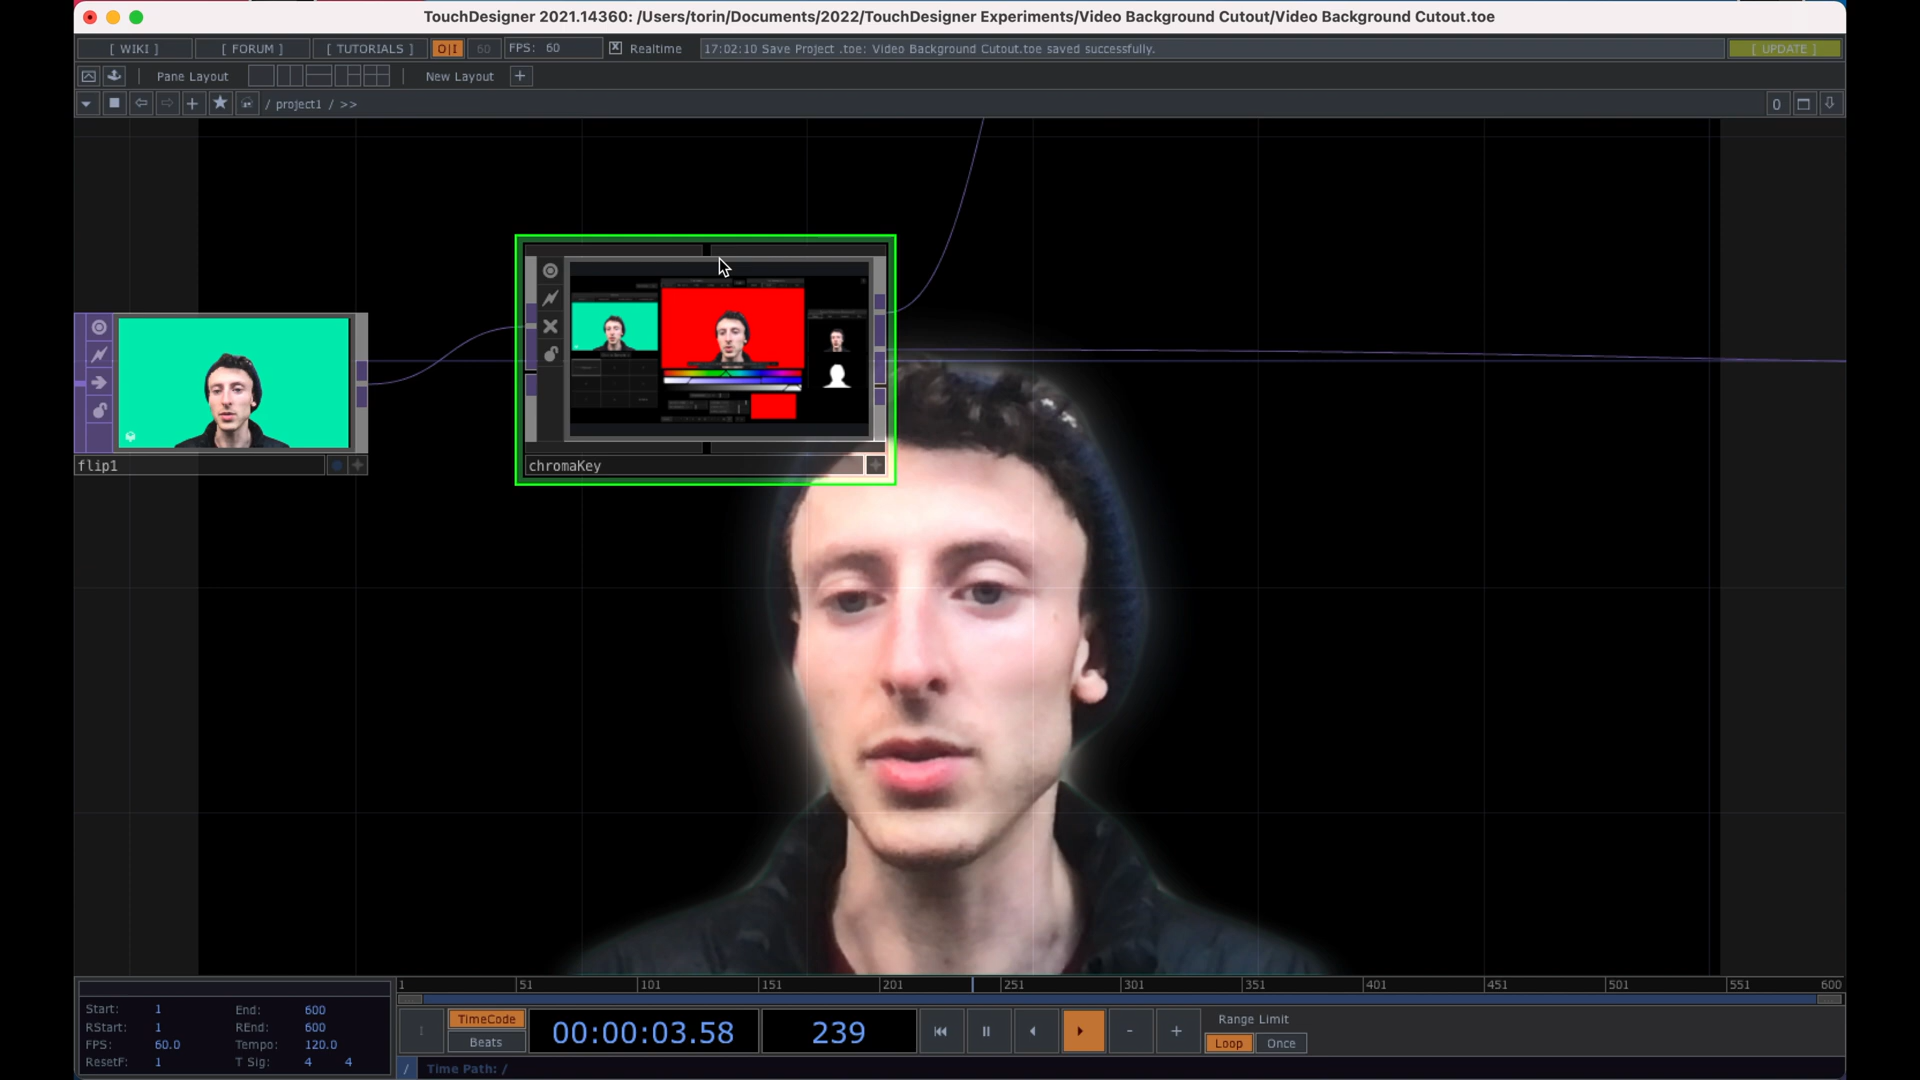 TouchDesigner 2021.14360: /Users/torin/Documents/2022/TouchDesigner Experiments/Video Background Cutout/Video Background Cutout.toe
[ WIKI ] [ FORUM ] [ TUTORIALS ] O|I 60 FPS: 60 Realtime 17:02:10 Save Project .toe: Video Background Cutout.toe saved successfully. [ UPDATE ]
Pane Layout New Layout +
/ project1 / >> 0
flip1
chromaKey
1 51 101 151 201 251 301 351 401 451 501 551 600
Start: 1 End: 600
RStart: 1 REnd: 600
FPS: 60.0 Tempo: 120.0
ResetF: 1 T Sig: 4 4
TimeCode
Beats
00:00:03.58 239
- +
Range Limit
Loop Once
/ Time Path: /